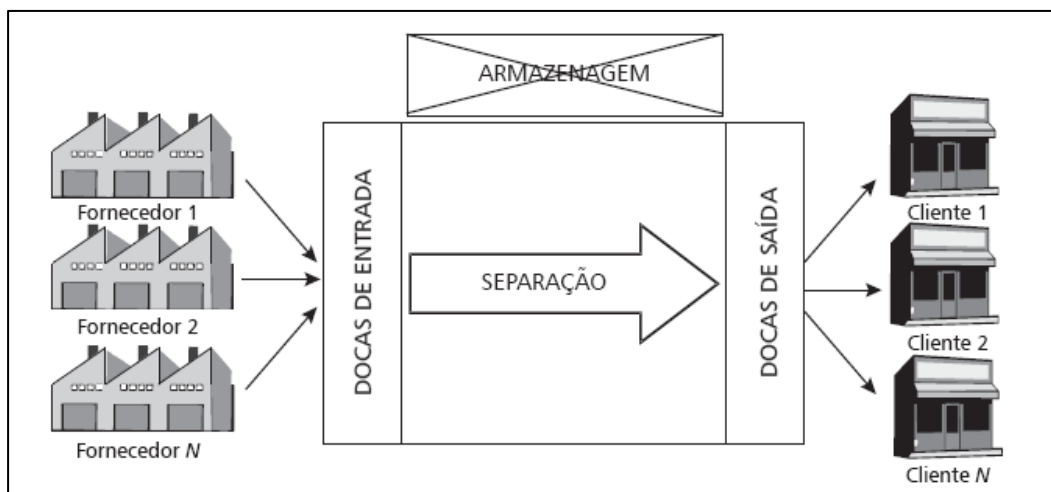 ARMAZENAGEM
Fornecedor 1
Fornecedor 2
Fornecedor N
DOCAS DE ENTRADA
SEPARAÇÃO
DOCAS DE SAÍDA
Cliente 1
Cliente 2
Cliente N